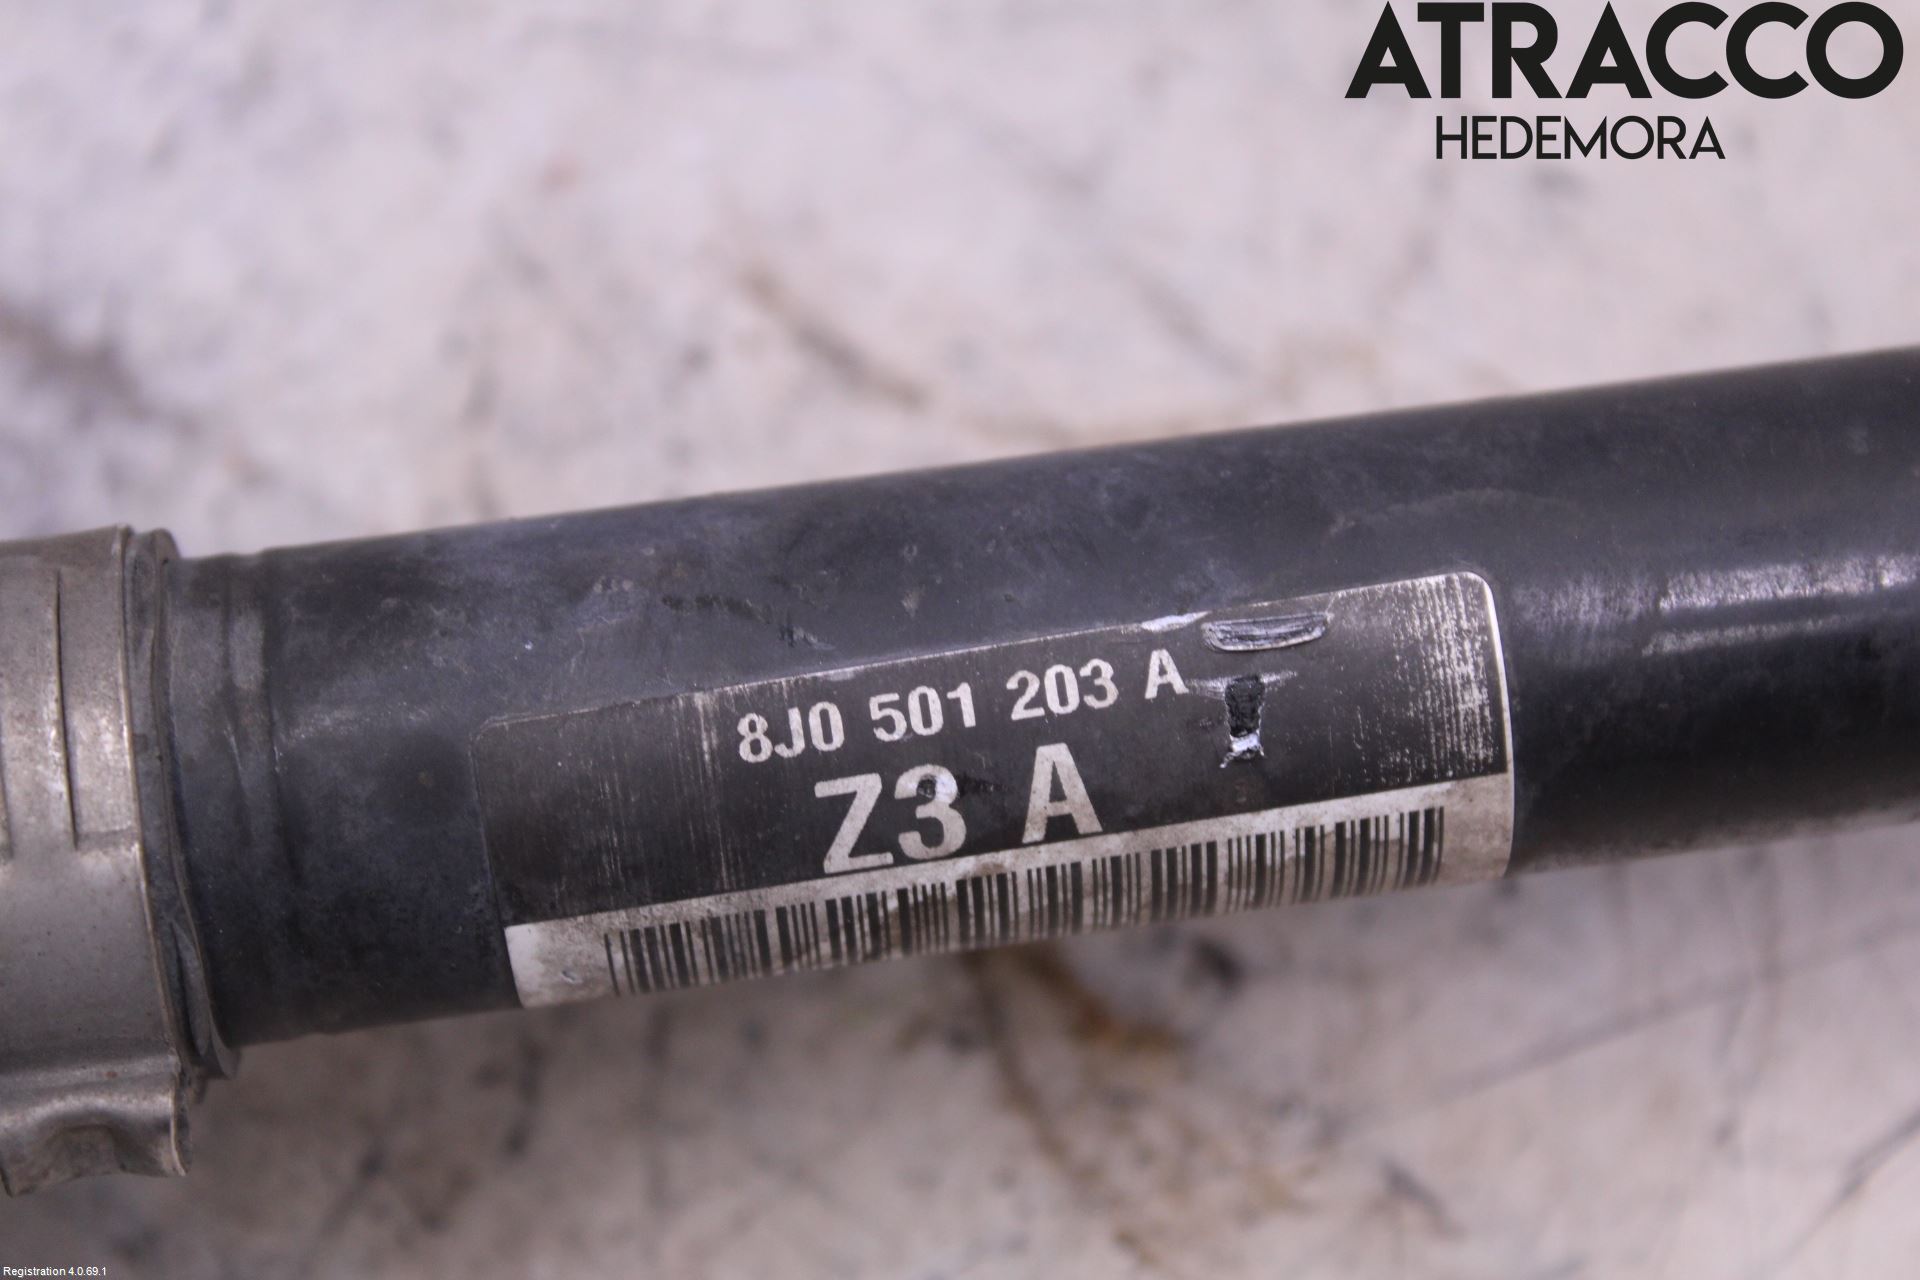 ATRACCO
HEDEMORA
8J0 501 203 A
Z3 A
Registration 4.0.69.1